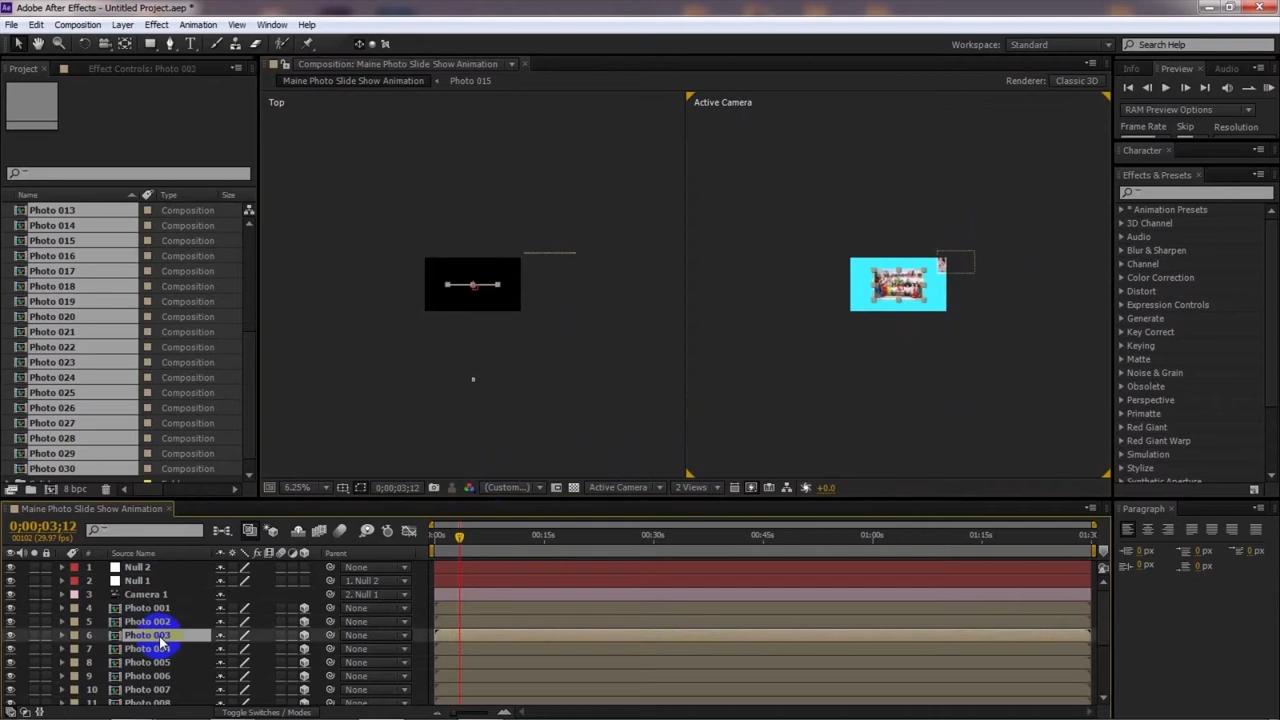 Adobe After Effects - Untitled Project.aep *
File Edit Composition Layer Effect Animation View Window Help
Workspace: Standard Search Help
Project Effect Controls: Photo 003
Composition: Maine Photo Slide Show Animation
Info Preview Audio
Maine Photo Slide Show Animation Photo 015
Renderer: Classic 3D
Top
Active Camera
RAM Preview Options
Frame Rate Skip Resolution
Character
Effects & Presets
Name Type Size
Photo 013 Composition
Photo 014 Composition
Photo 015 Composition
Photo 016 Composition
Photo 017 Composition
Photo 018 Composition
Photo 019 Composition
Photo 020 Composition
Photo 021 Composition
Photo 022 Composition
Photo 023 Composition
Photo 024 Composition
Photo 025 Composition
Photo 026 Composition
Photo 027 Composition
Photo 028 Composition
Photo 029 Composition
Photo 030 Composition
* Animation Presets
3D Channel
Audio
Blur & Sharpen
Channel
Color Correction
Distort
Expression Controls
Generate
Key Correct
Keying
Matte
Noise & Grain
Obsolete
Perspective
Primatte
Red Giant
Red Giant Warp
Simulation
Stylize
8 bpc
6.25% 0;00;03;12 (Custom... Active Camera 2 Views +0.0
Maine Photo Slide Show Animation
Paragraph
0;00;03;12
00102 (29.97 fps)
:00s 00:15s 00:30s 00:45s 01:00s 01:15s 01:30
# Source Name Parent
1 Null 2 None
2 Null 1 1. Null 2
3 Camera 1 2. Null 1
4 Photo 001 None
5 Photo 002 None
6 Photo 003 None
7 None
8 Photo 005 None
9 Photo 006 None
10 Photo 007 None
11 Photo 008 None
0 px 0 px 0 px
0 px 0 px
Toggle Switches / Modes